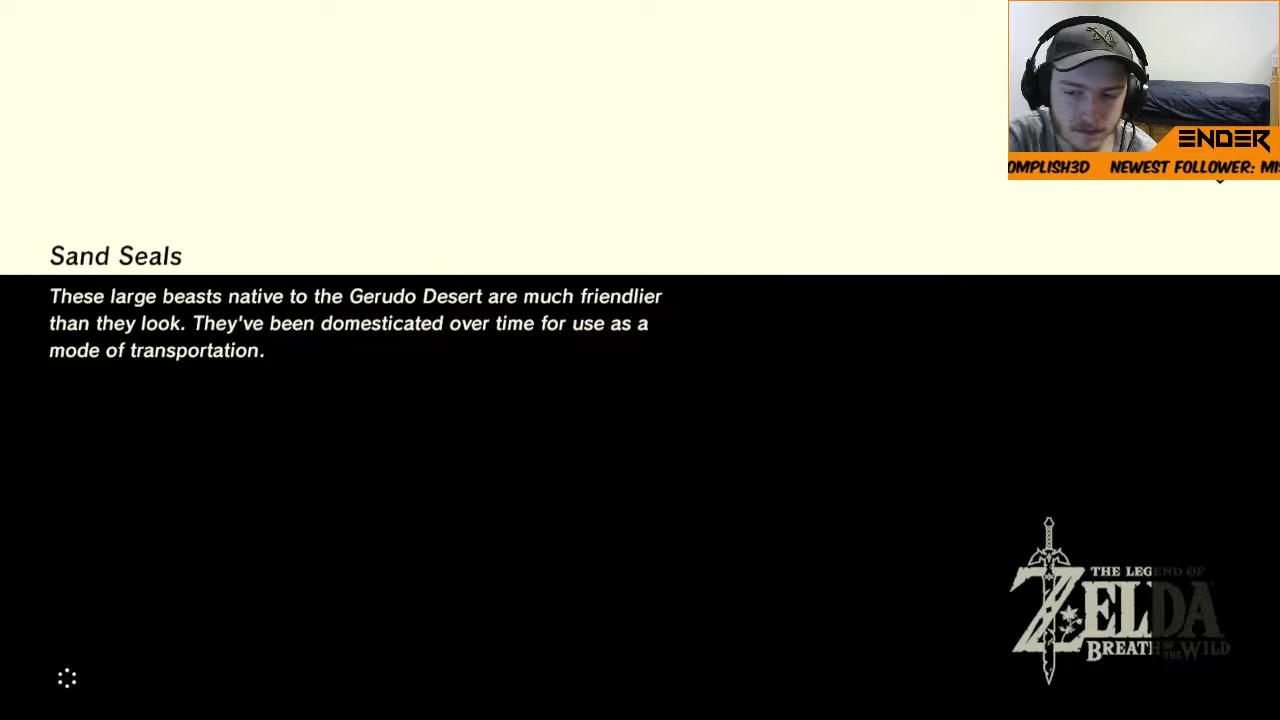 ENDER
OMPLISH3D NEWEST FOLLOWER: MI
Sand Seals
These large beasts native to the Gerudo Desert are much friendlier
than they look. They've been domesticated over time for use as a
mode of transportation.
THE LEGEND OF
ZELDA
BREATH OF THE WILD